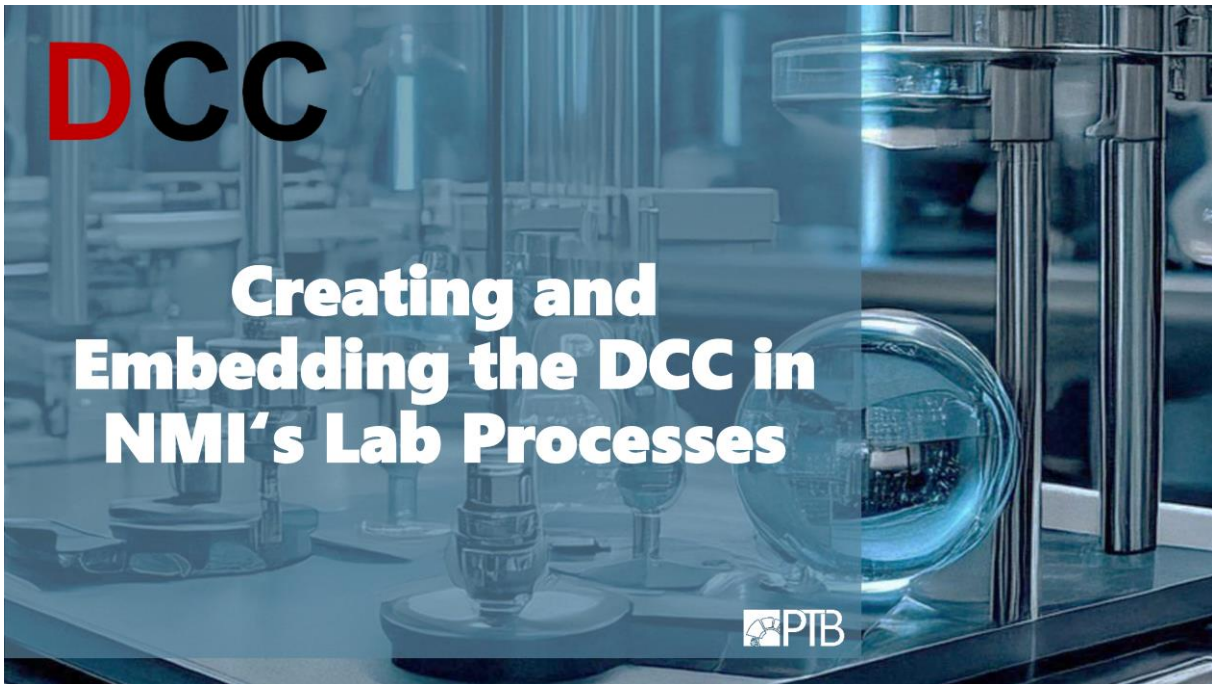 DCC
Creating and
Embedding the DCC in
NMI‘s Lab Processes
PTB